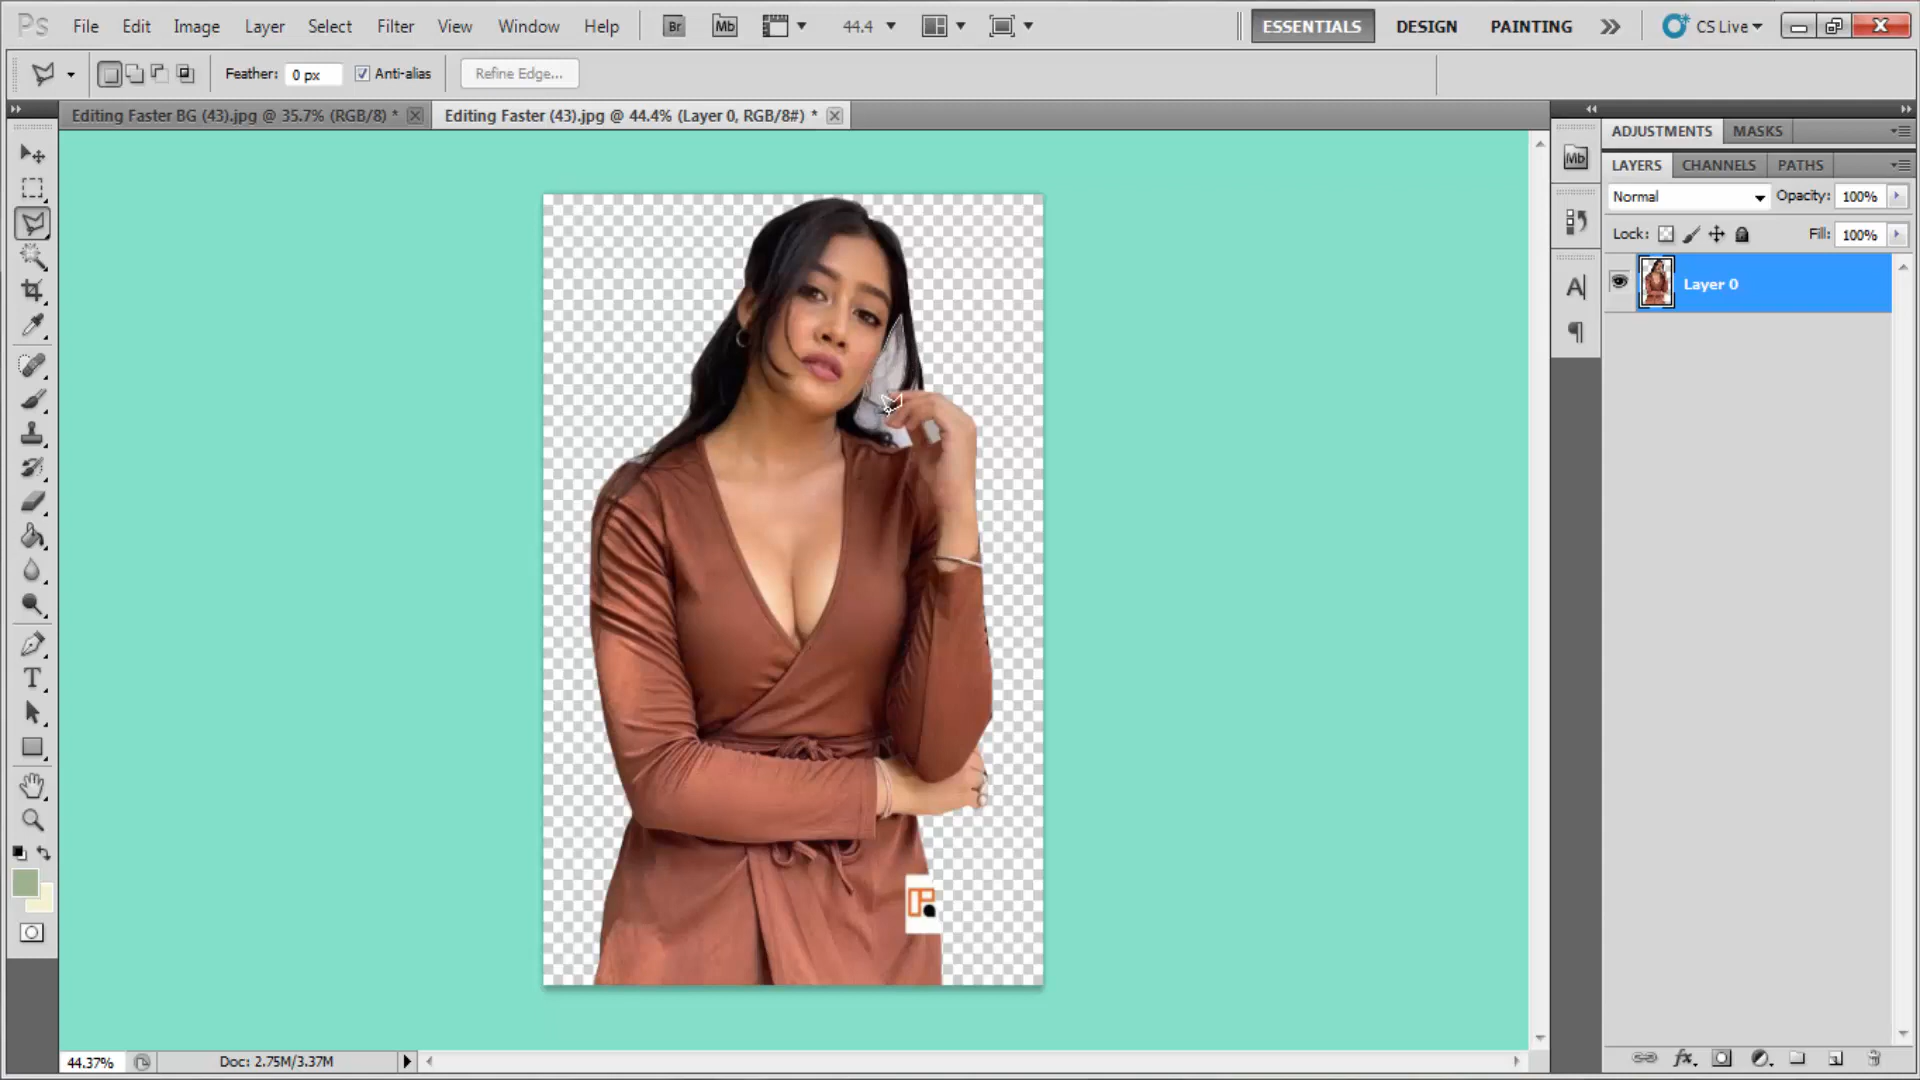 Ps File Edit Image Layer Select Filter View Window Help Br Mb 44.4 ESSENTIALS DESIGN PAINTING CS Live
Feather: 0 px Anti-alias Refine Edge...
Editing Faster BG (43).jpg @ 35.7% (RGB/8) * Editing Faster (43).jpg @ 44.4% (Layer 0, RGB/8#) *
ADJUSTMENTS MASKS
Mb
LAYERS CHANNELS PATHS
Normal Opacity: 100%
Lock: Fill: 100%
A
Layer 0
T
fx
44.37% Doc: 2.75M/3.37M